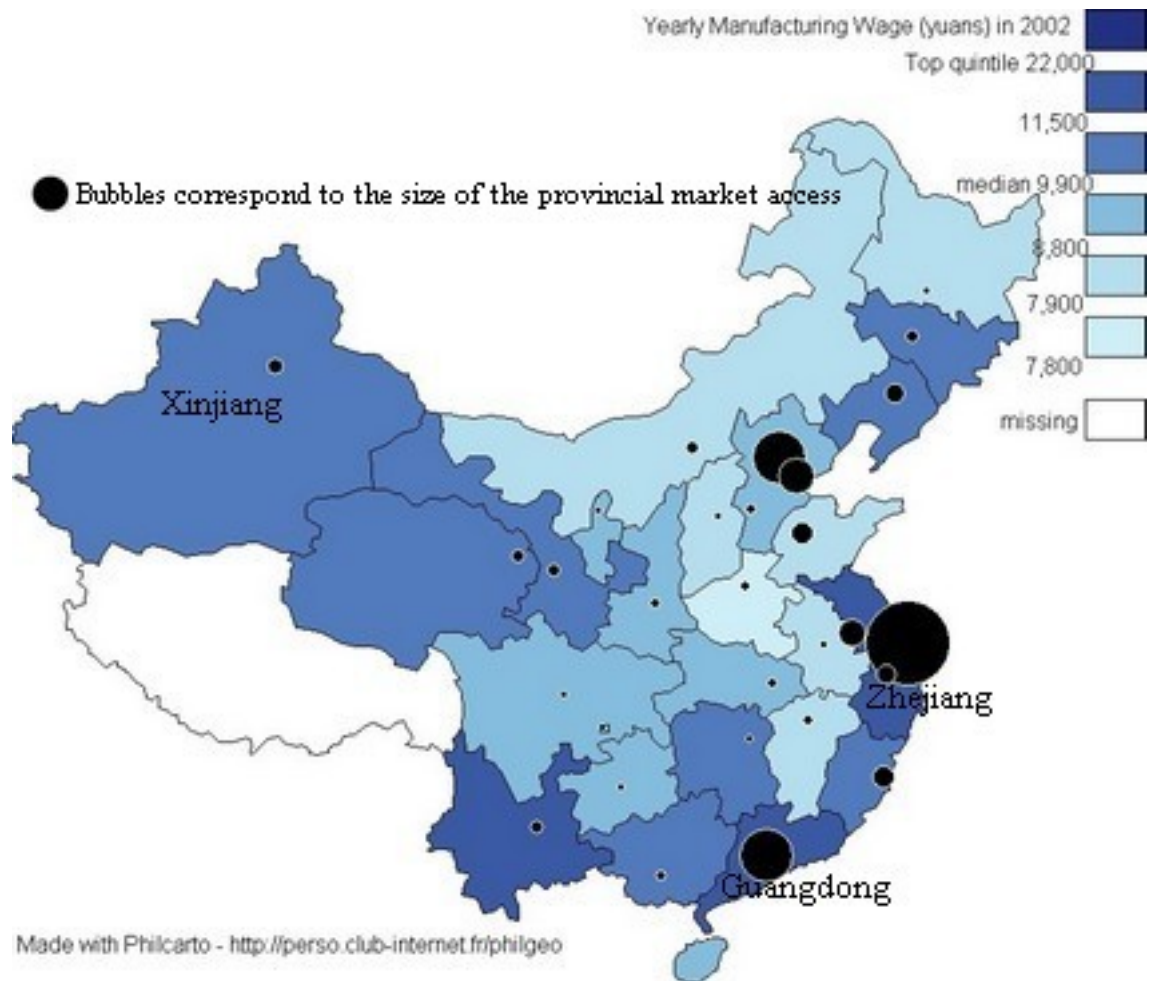 Yearly Manufacturing Wage (yuans) in 2002
Top quintile 22,000
11,500
Bubbles correspond to the size of the provincial market access
median 9,900
8,800
7,900
7,800
missing
Xinjiang
Zhejiang
Guangdong
Made with Philcarto - http://perso.club-internet.fr/philgeo